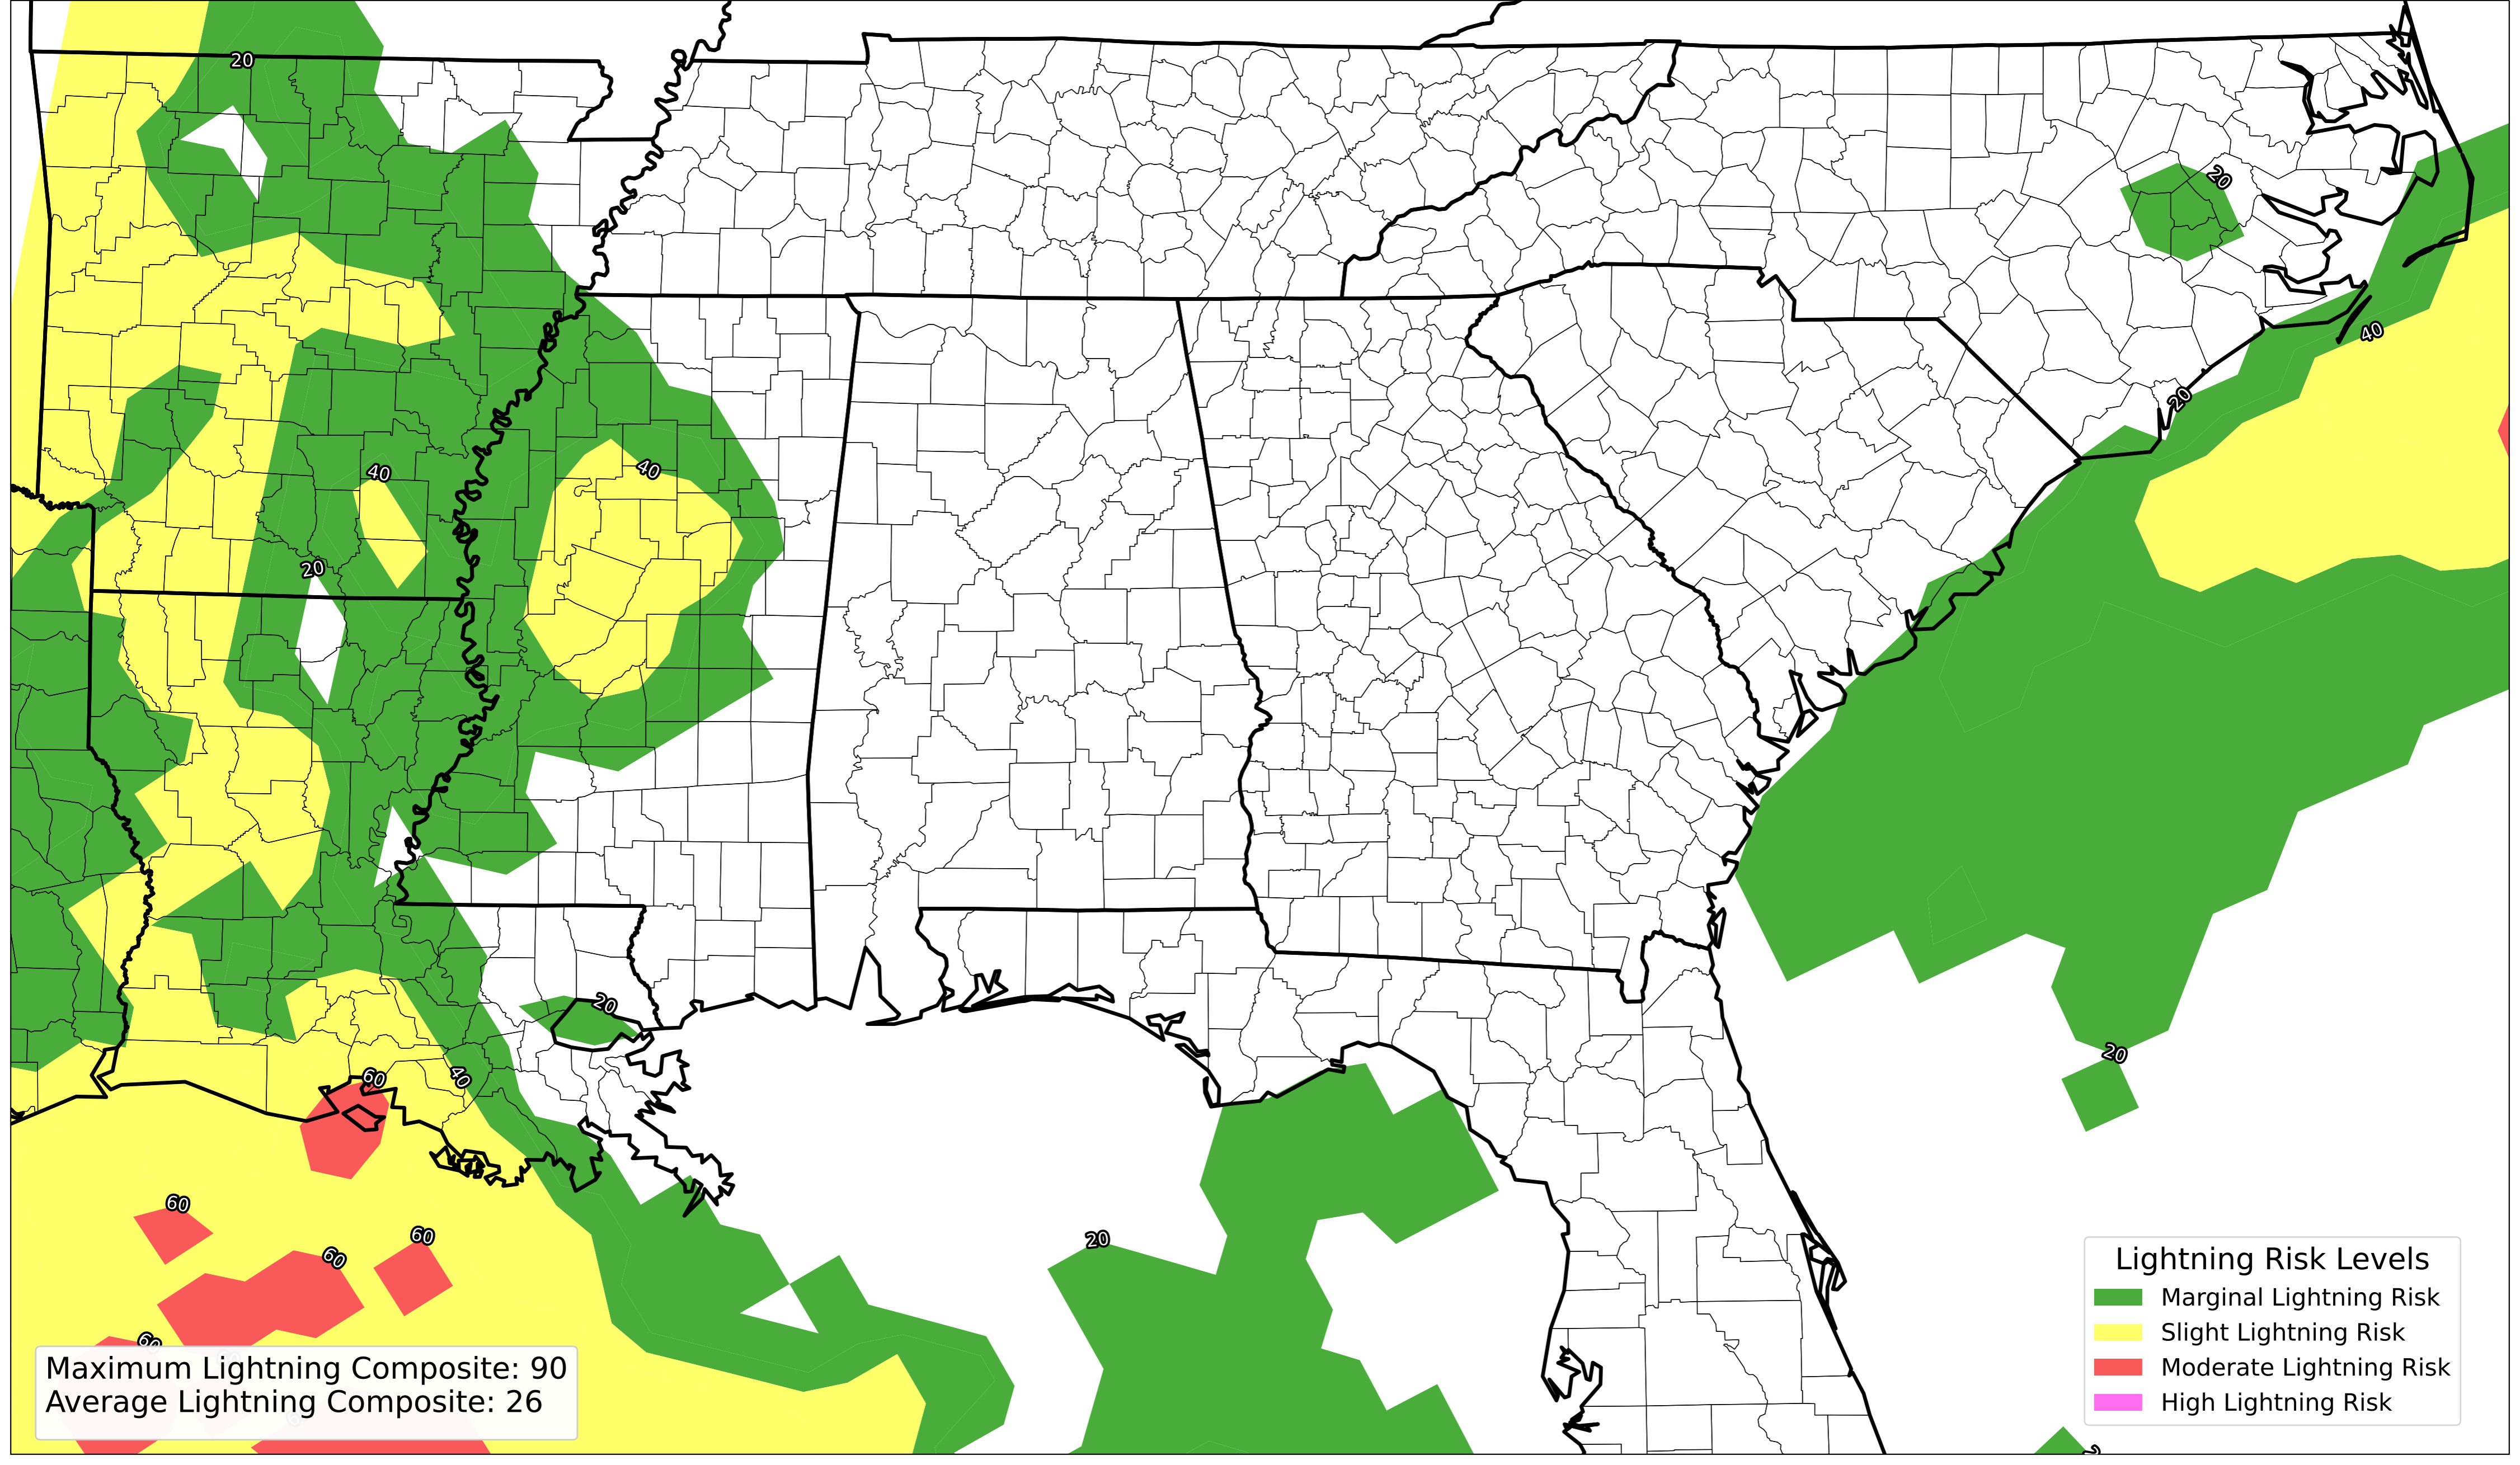 20
20
40
20
40
40
20
20
20
60
40
20
60
60
20
60
60
Lightning Risk Levels
Marginal Lightning Risk
Slight Lightning Risk
Moderate Lightning Risk
High Lightning Risk
Maximum Lightning Composite: 90
Average Lightning Composite: 26